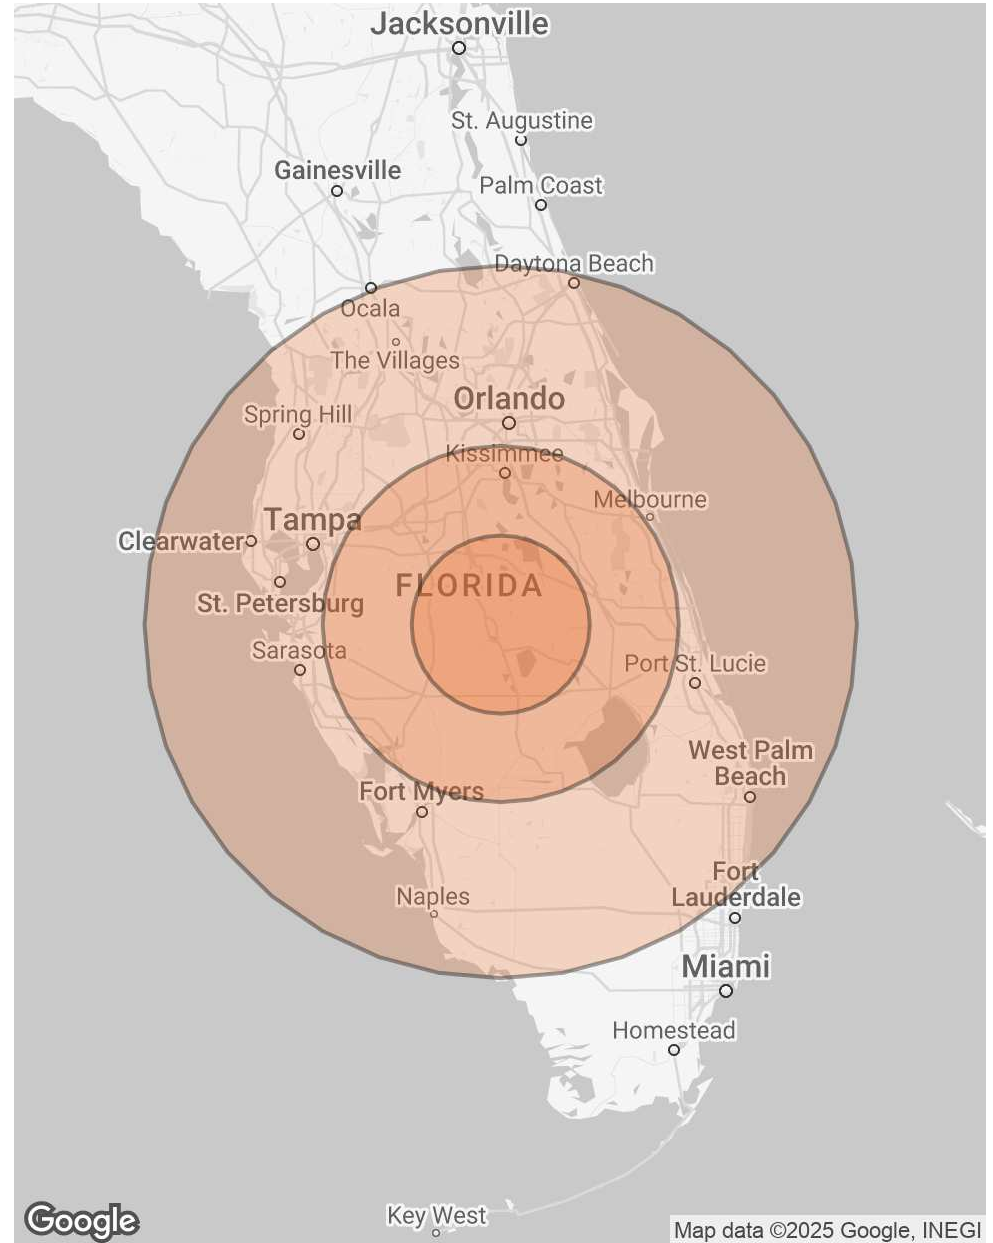 Jacksonville
St. Augustine
Gainesville
Palm Coast
Daytona Beach
Ocala
The Villages
Orlando
Spring Hill
Kissimmee
Melbourne
Tampa
Clearwater
FLORIDA
St. Petersburg
Sarasota
Port St. Lucie
West Palm
Beach
Fort Myers
Fort
Lauderdale
Naples
Miami
Homestead
Key West
Google
Map data ©2025 Google, INEGI